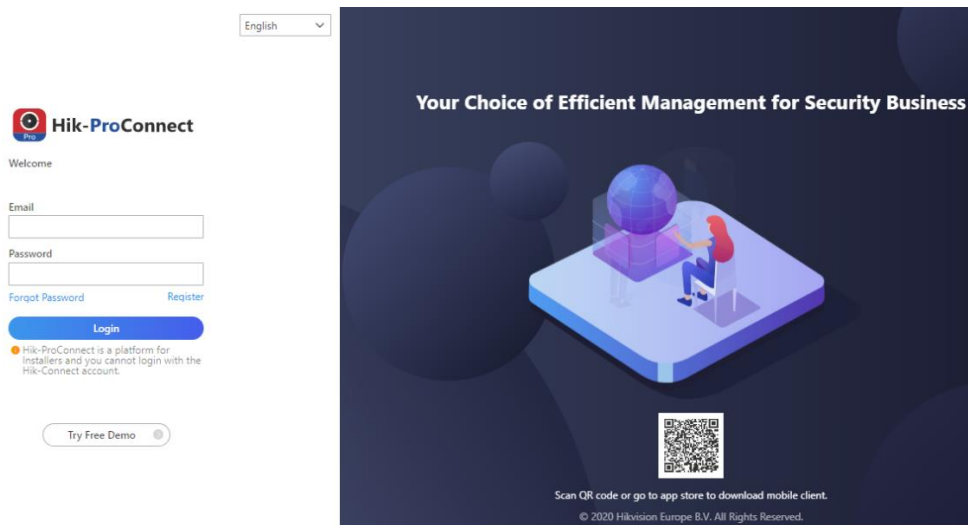 English
Hik-ProConnect
Pro
Welcome
Email
Password
Forgot Password
Register
Login
Hik-ProConnect is a platform for
Installers and you cannot login with the
Hik-Connect account.
Try Free Demo
Your Choice of Efficient Management for Security Business
Scan QR code or go to app store to download mobile client.
© 2020 Hikvision Europe B.V. All Rights Reserved.